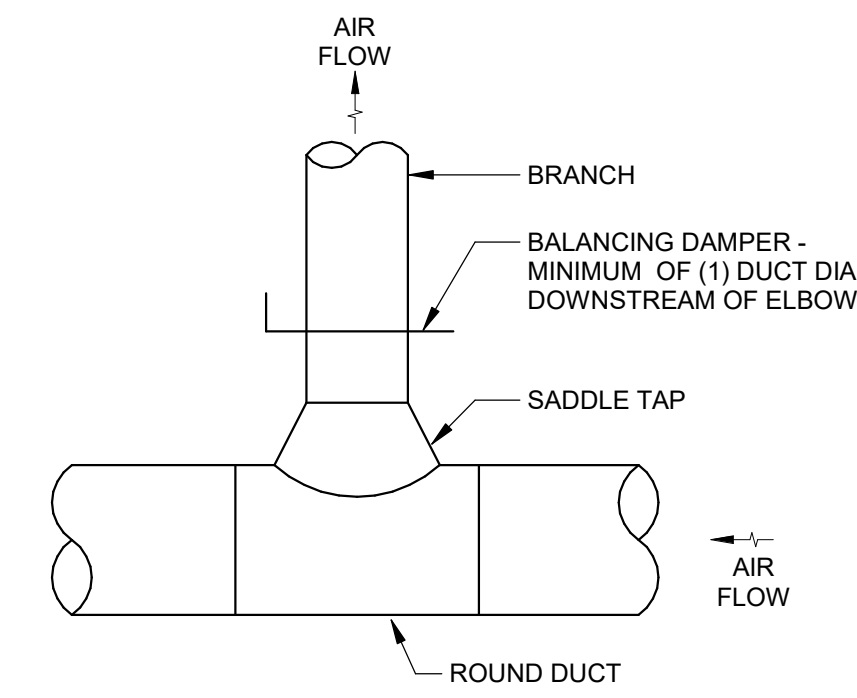 AIR
FLOW
BRANCH
BALANCING DAMPER -
MINIMUM OF (1) DUCT DIA
DOWNSTREAM OF ELBOW
SADDLE TAP
AIR
FLOW
ROUND DUCT